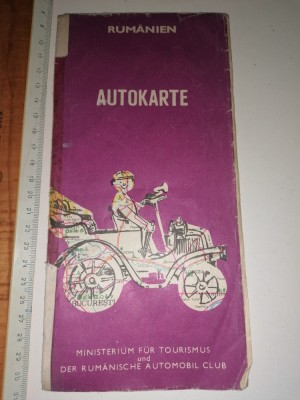 RUMÄNIEN
AUTOKARTE
BUCUREȘTI
MINISTERIUM FÜR TOURISMUS
und
DER RUMÄNISCHE AUTOMOBIL CLUB